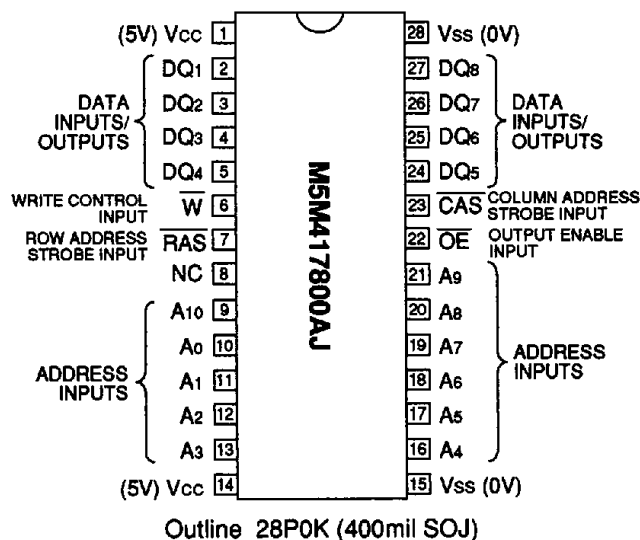 (5V) Vcc 1
28 Vss (0V)
DQ1 2
27 DQ8
DQ2 3
26 DQ7
DQ3 4
25 DQ6
DQ4 5
24 DQ5
DATA
INPUTS/
OUTPUTS
DATA
INPUTS/
OUTPUTS
WRITE CONTROL
INPUT
W 6
23 CAS
COLUMN ADDRESS
STROBE INPUT
ROW ADDRESS
STROBE INPUT
RAS 7
22 OE
OUTPUT ENABLE
INPUT
NC 8
21 A9
A10 9
20 A8
A0 10
19 A7
A1 11
18 A6
A2 12
17 A5
A3 13
16 A4
ADDRESS
INPUTS
ADDRESS
INPUTS
(5V) Vcc 14
15 Vss (0V)
M5M417800AJ
Outline 28P0K (400mil SOJ)